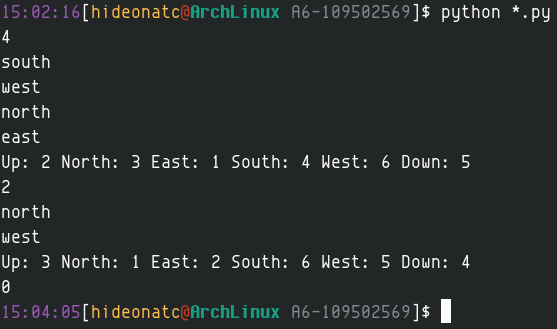 15:02:16[hideonatc@ArchLinux A6-109502569]$ python *.py
4
south
west
north
east
Up: 2 North: 3 East: 1 South: 4 West: 6 Down: 5
2
north
west
Up: 3 North: 1 East: 2 South: 6 West: 5 Down: 4
0
15:04:05[hideonatc@ArchLinux A6-109502569]$